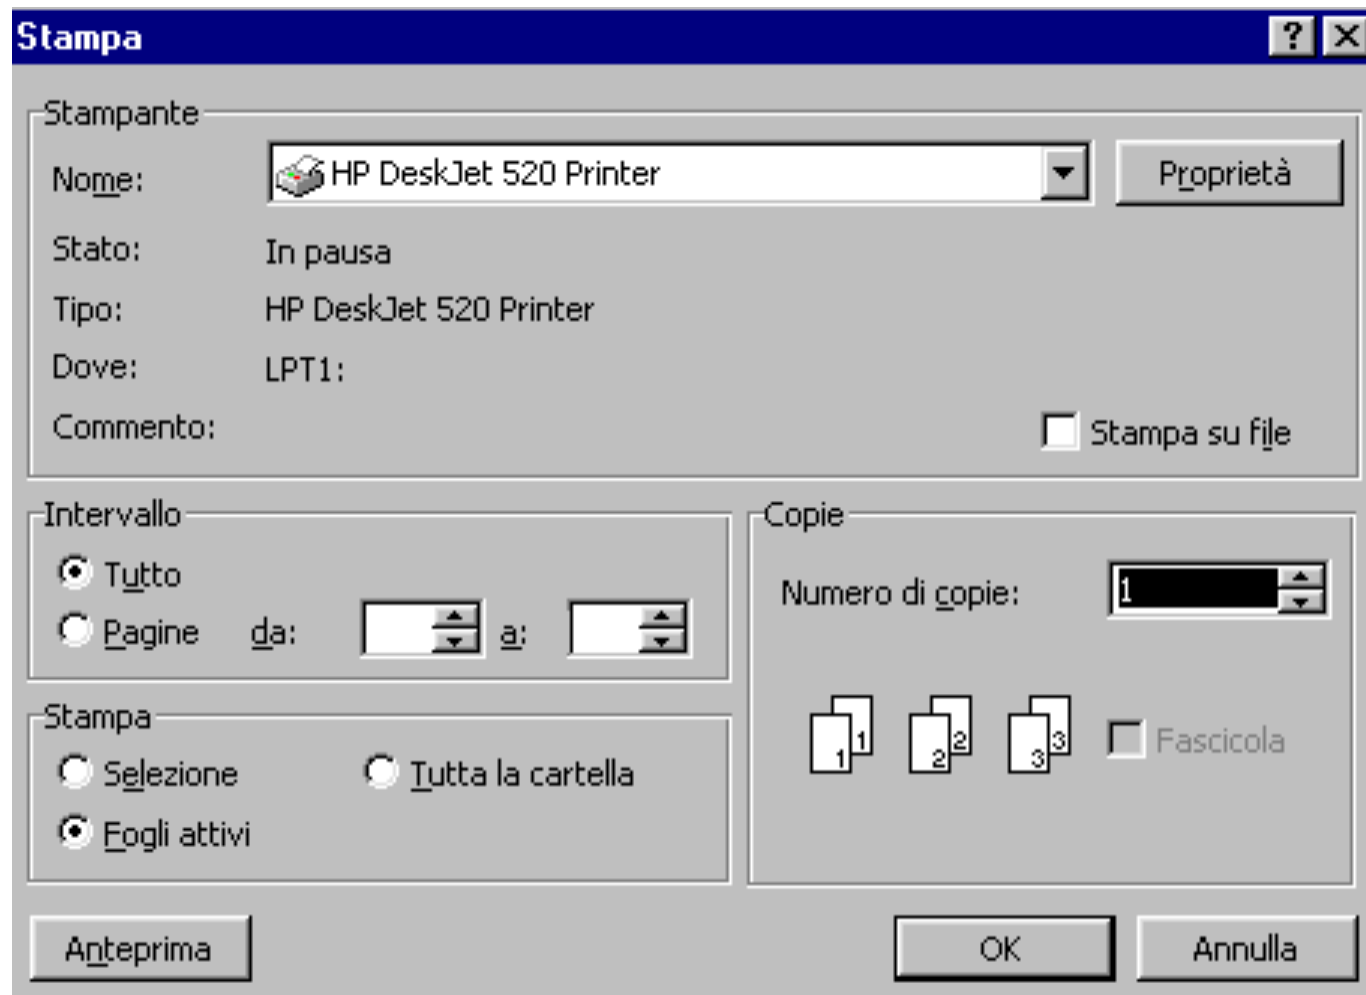 Stampa
Stampante
Nome: HP DeskJet 520 Printer Proprietà
Stato: In pausa
Tipo: HP DeskJet 520 Printer
Dove: LPT1:
Commento: Stampa su file
Intervallo
Tutto
Pagine da: a:
Copie
Numero di copie: 1
1 1 2 2 3 3 Fascicola
Stampa
Selezione Tutta la cartella
Fogli attivi
Anteprima OK Annulla